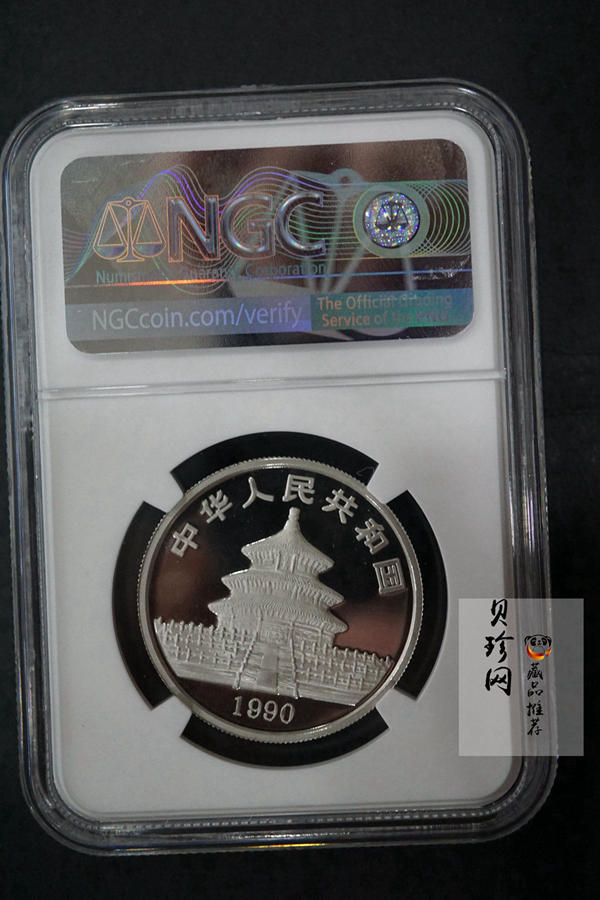 NGC
Numismatic Guaranty Corporation
NGCcoin.com/verify
The Official Grading
Service of the
中华人民共和国
1990
贝珍网
藏品推荐